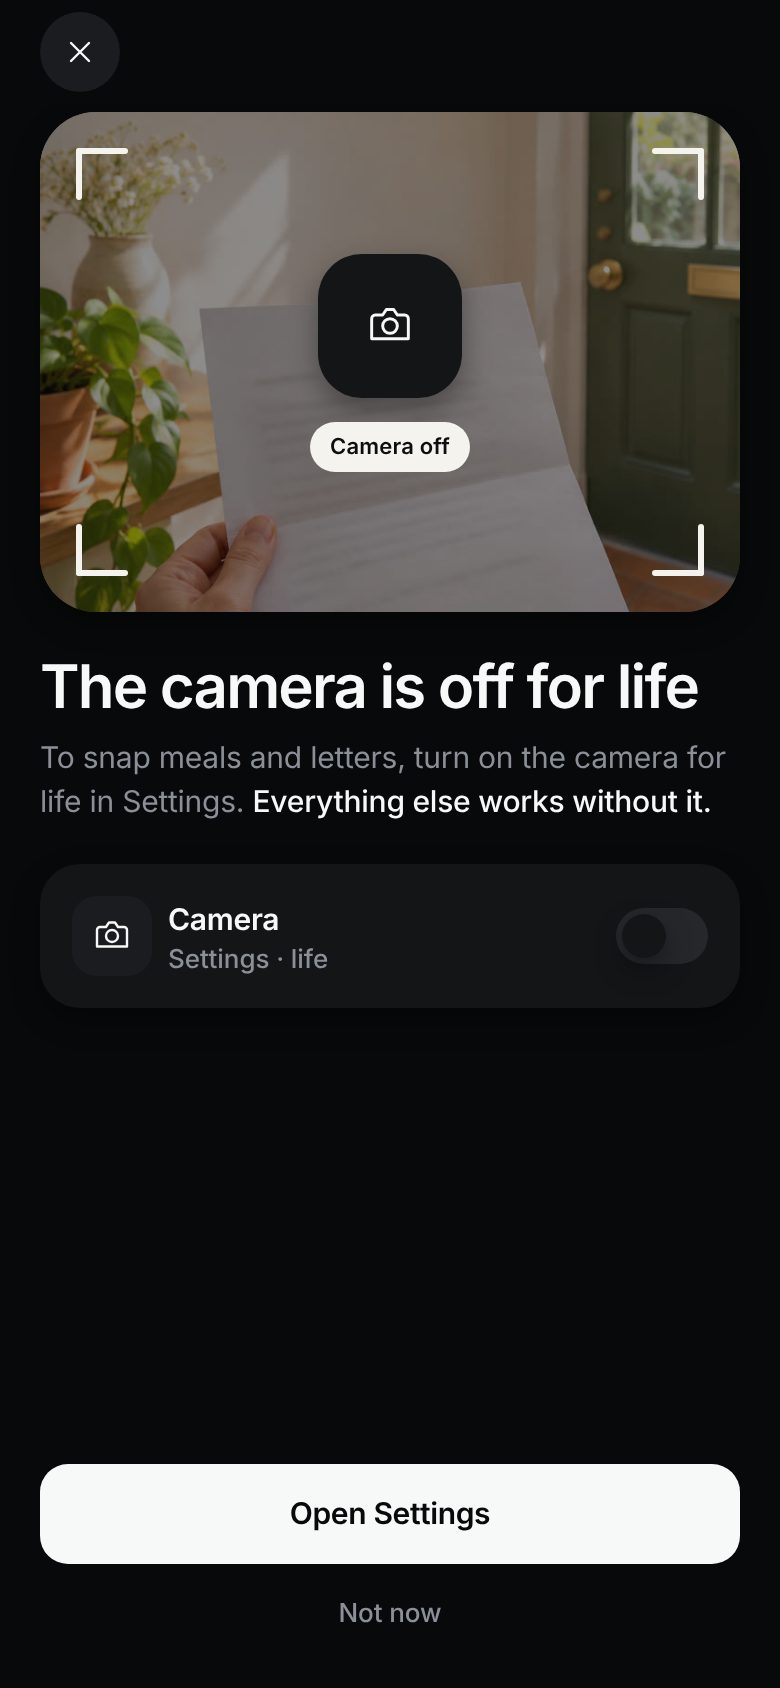 Camera off
The camera is off for life
To snap meals and letters, turn on the camera for
life in Settings. Everything else works without it.
Camera
Settings · life
Open Settings
Not now